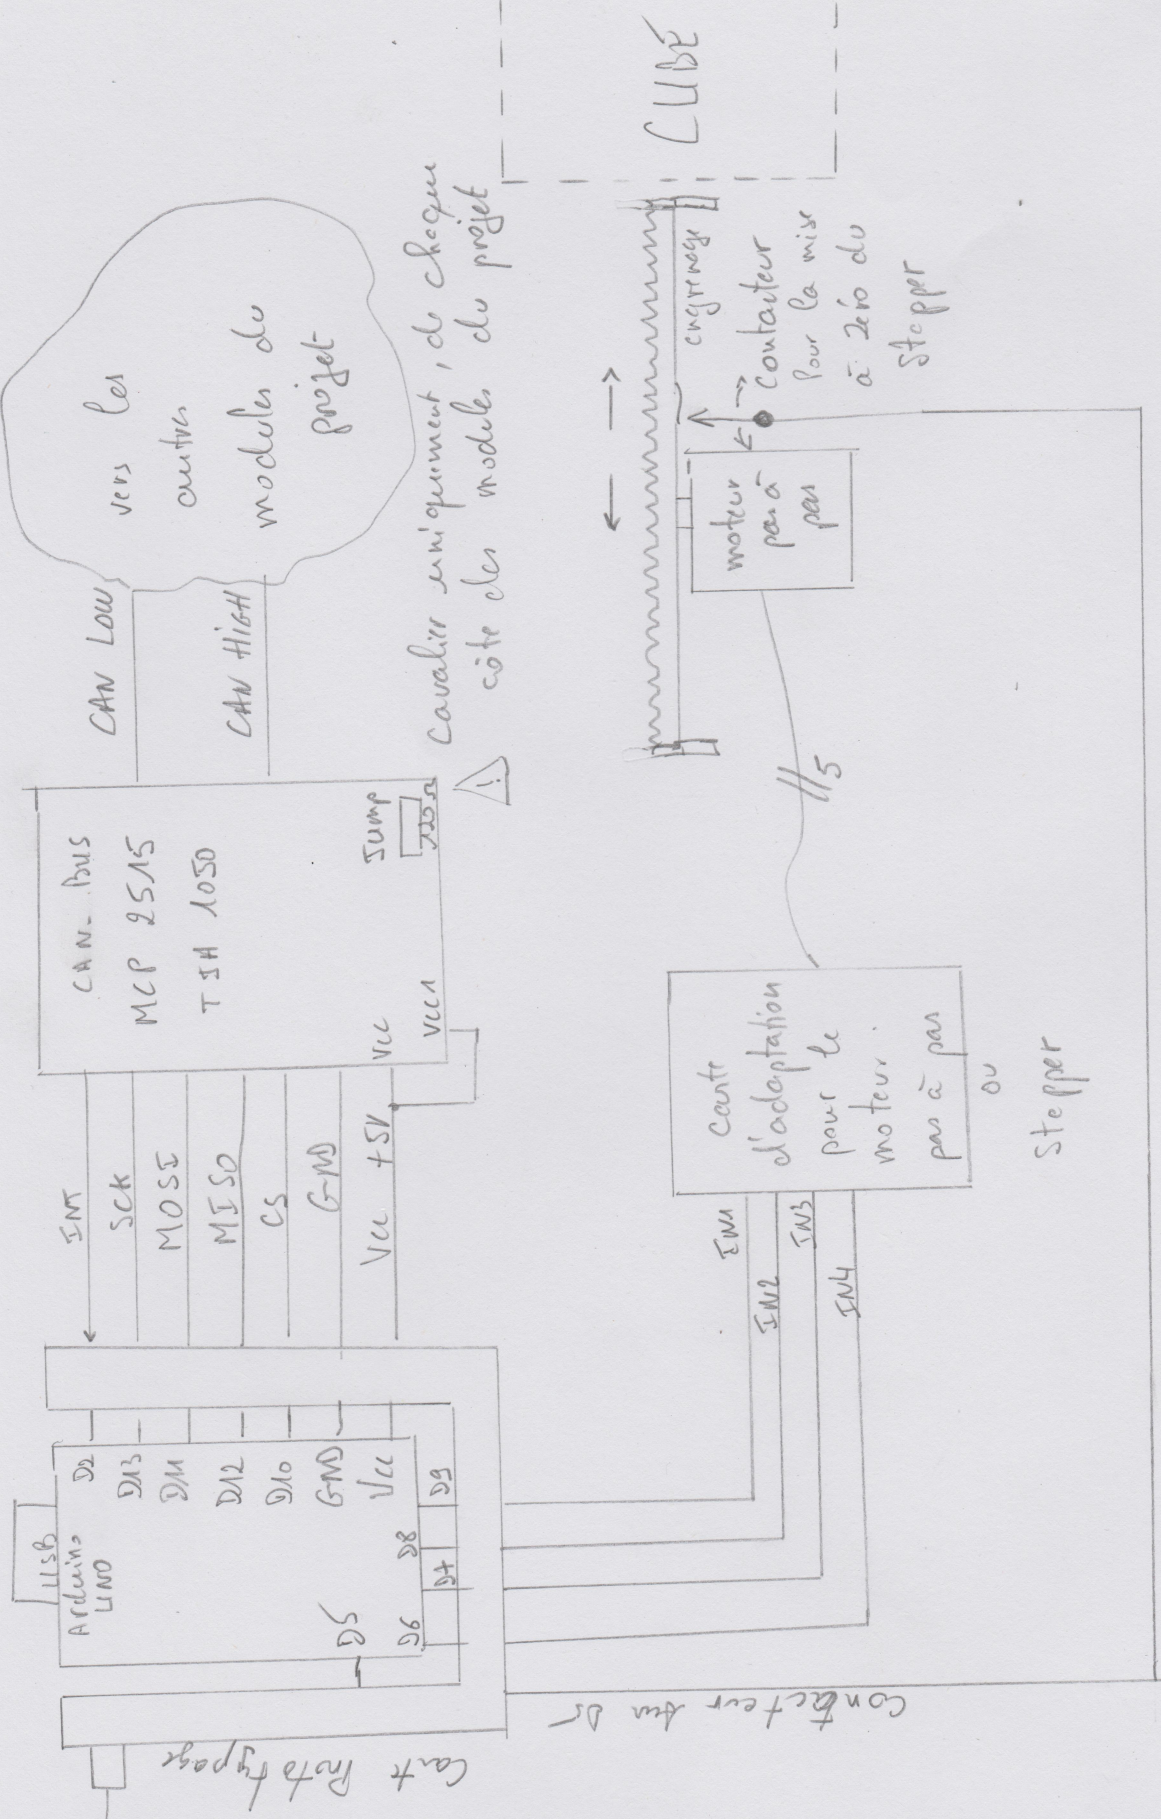 USB
Arduino
UNO
D2
D13
D11
D12
D10
GND
Vcc
D5
D6
D7
D8
D9
Carte Prototypage
Contacteur sur D5
INT
SCK
MOSI
MISO
CS
GND
Vcc +5V
CAN-BUS
MCP 2515
TJA 1050
Vcc
Vcc1
Jump
120 Ω
CAN LOW
CAN HIGH
vers les
autres
modules du
projet
!
Cavalier uniquement, de chaque
côté des modules du projet
IN1
IN2
IN3
IN4
Carte
d'adaptation
pour le
moteur.
pas à pas
ou
Stepper
5
moteur
pas à
pas
engrenage
Contacteur
Pour la mise
à zéro du
Stepper
CUBE